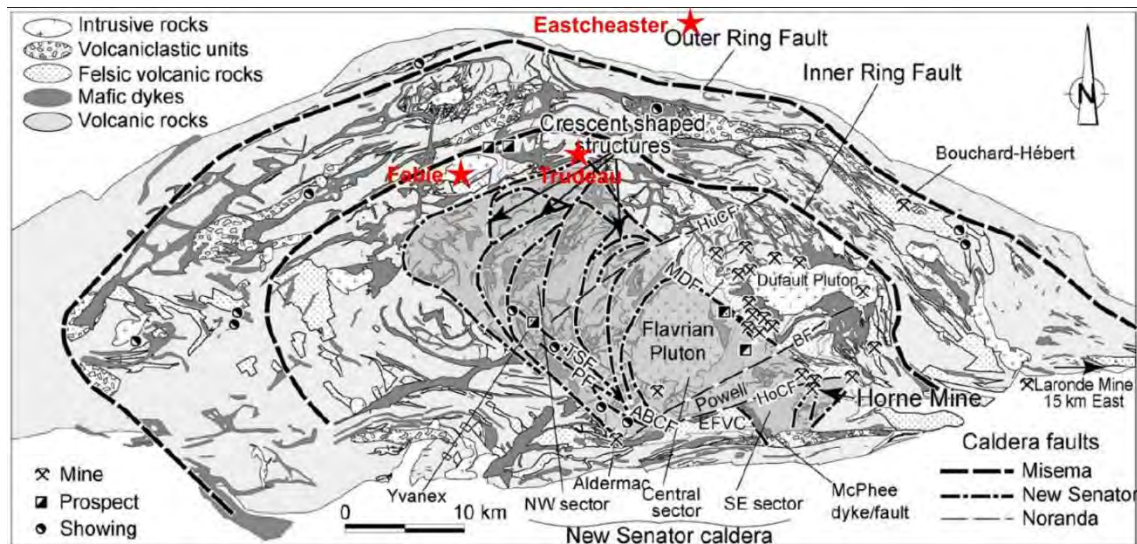 Intrusive rocks
Volcaniclastic units
Felsic volcanic rocks
Mafic dykes
Volcanic rocks
Eastcheaster
Outer Ring Fault
Inner Ring Fault
N
Crescent shaped
structures
Fabie
Trudeau
Bouchard-Hébert
HuCF
MDF
Dufault Pluton
Flavrian
Pluton
BF
TSF
PF
ABCF
Powell
HoCF
EFVC
Horne Mine
Laronde Mine
15 km East
Mine
Prospect
Showing
Yvanex
NW sector
Aldermac
Central
sector
SE sector
McPhee
dyke/fault
0 10 km
New Senator caldera
Caldera faults
Misema
New Senator
Noranda